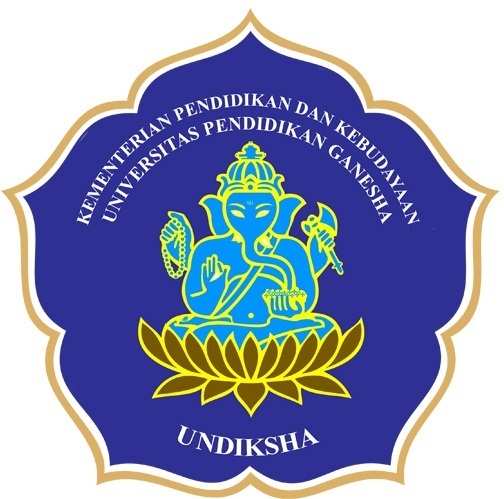 KEMENTERIAN PENDIDIKAN DAN KEBUDAYAAN
UNIVERSITAS PENDIDIKAN GANESHA
UNDIKSHA